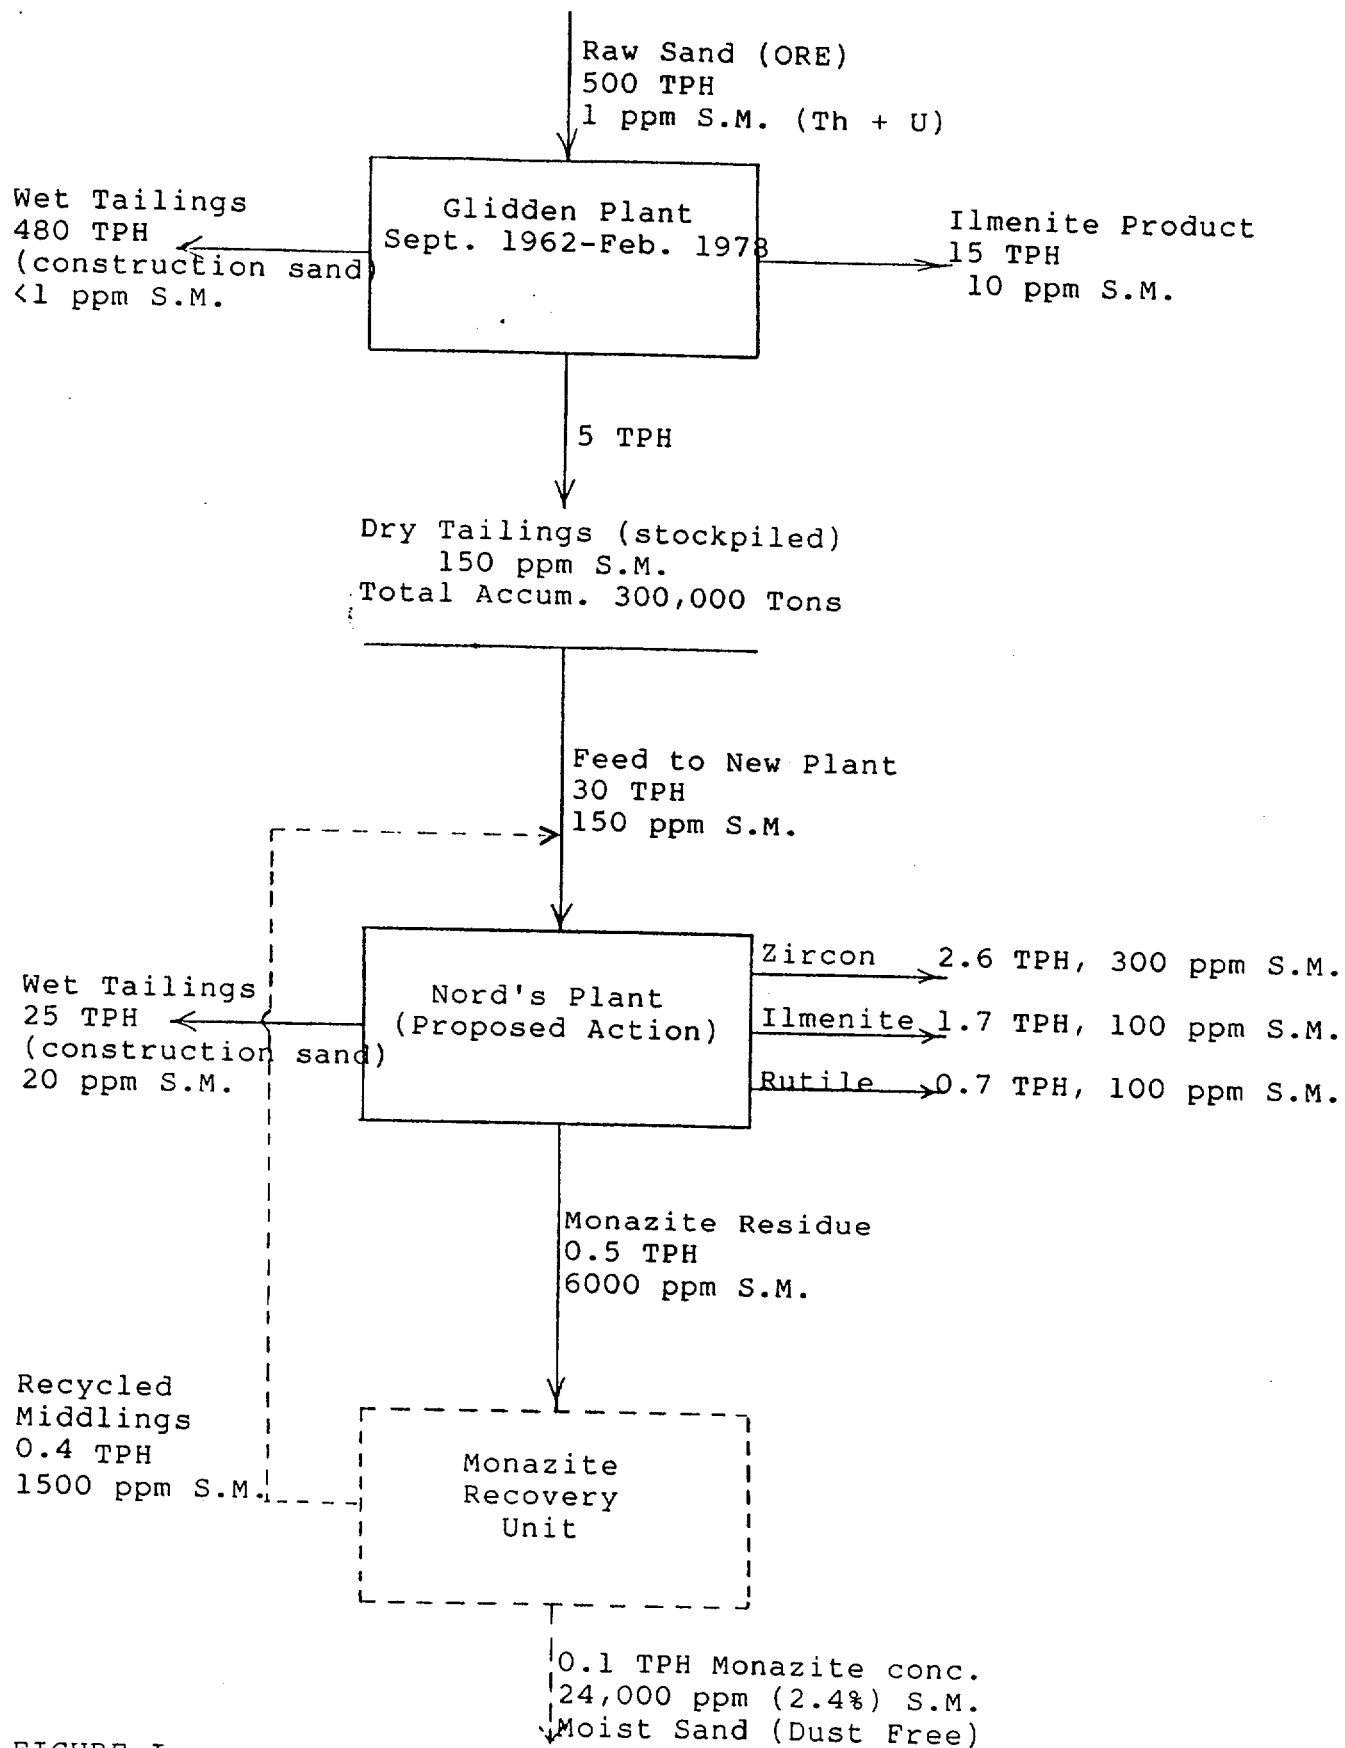 Raw Sand (ORE)
500 TPH
1 ppm S.M. (Th + U)
Glidden Plant
Sept. 1962-Feb. 1978
Wet Tailings
480 TPH
(construction sand)
<1 ppm S.M.
Ilmenite Product
15 TPH
10 ppm S.M.
5 TPH
Dry Tailings (stockpiled)
150 ppm S.M.
Total Accum. 300,000 Tons
Feed to New Plant
30 TPH
150 ppm S.M.
Nord's Plant
(Proposed Action)
Wet Tailings
25 TPH
(construction sand)
20 ppm S.M.
Zircon 2.6 TPH, 300 ppm S.M.
Ilmenite 1.7 TPH, 100 ppm S.M.
Rutile 0.7 TPH, 100 ppm S.M.
Monazite Residue
0.5 TPH
6000 ppm S.M.
Recycled
Middlings
0.4 TPH
1500 ppm S.M.
Monazite
Recovery
Unit
0.1 TPH Monazite conc.
24,000 ppm (2.4%) S.M.
Moist Sand (Dust Free)
FIGURE I